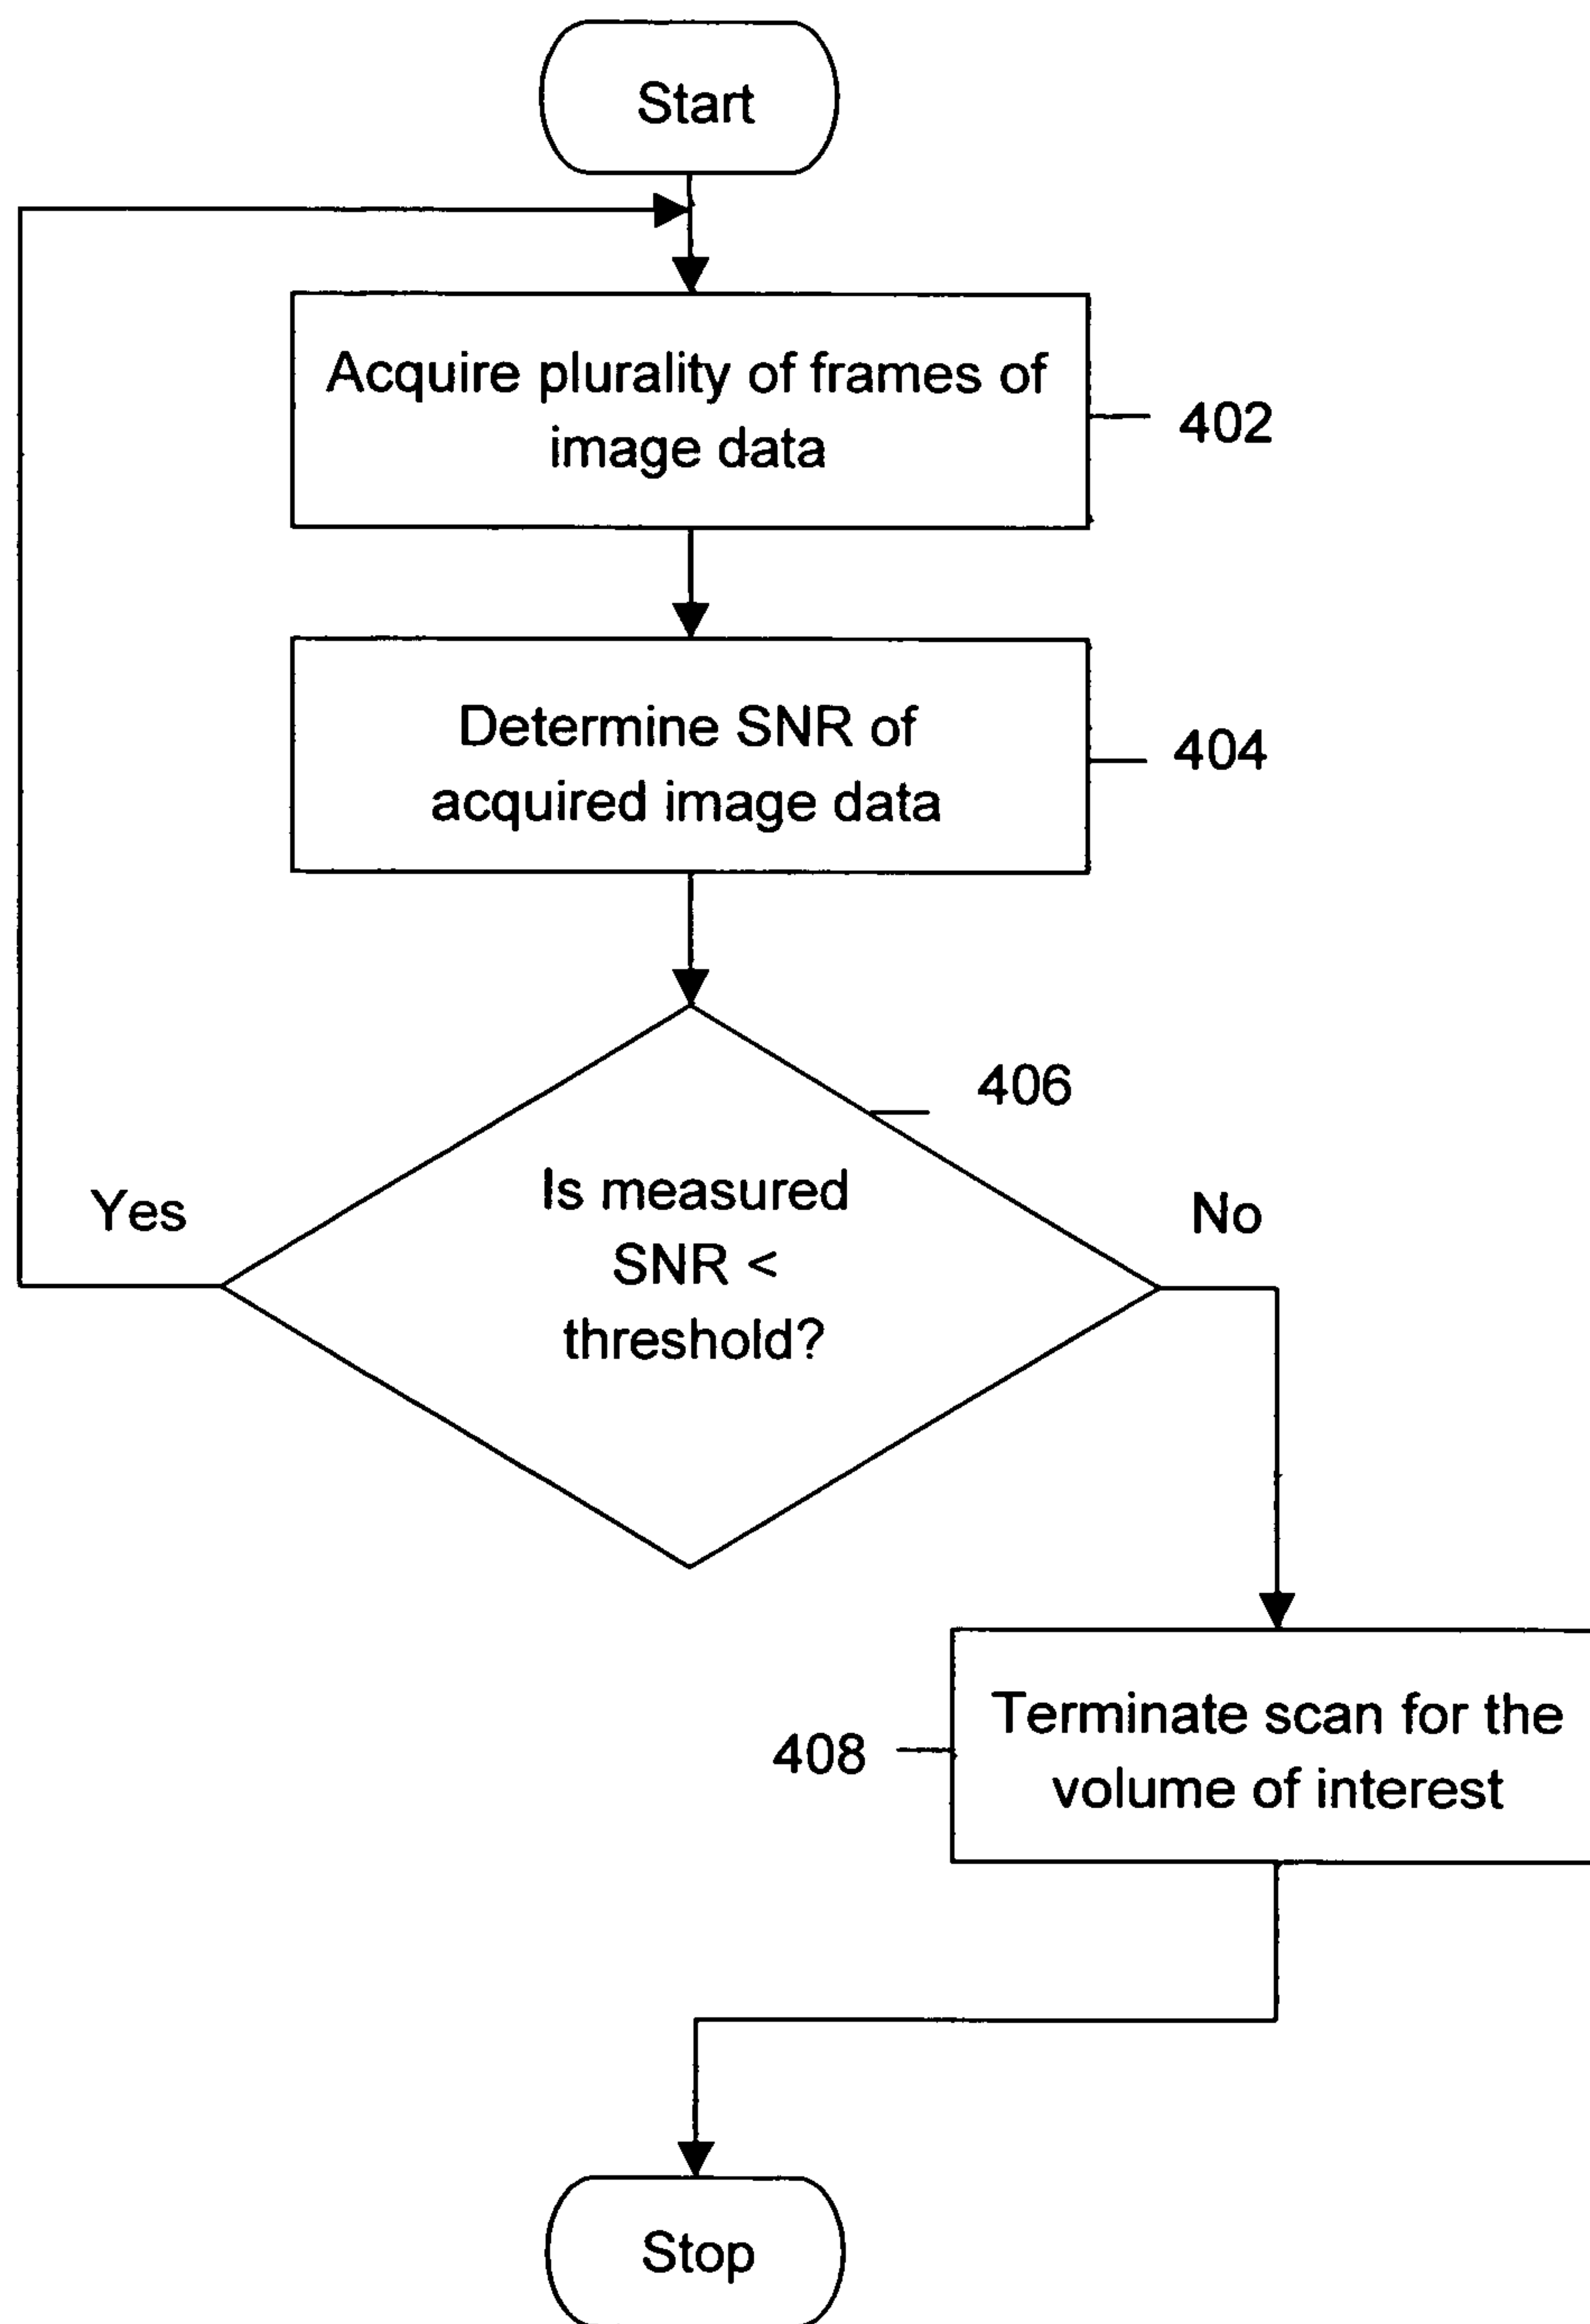 Start
Acquire plurality of frames of
image data
402
Determine SNR of
acquired image data
404
406
Is measured
SNR <
threshold?
Yes
No
Terminate scan for the
volume of interest
408
Stop